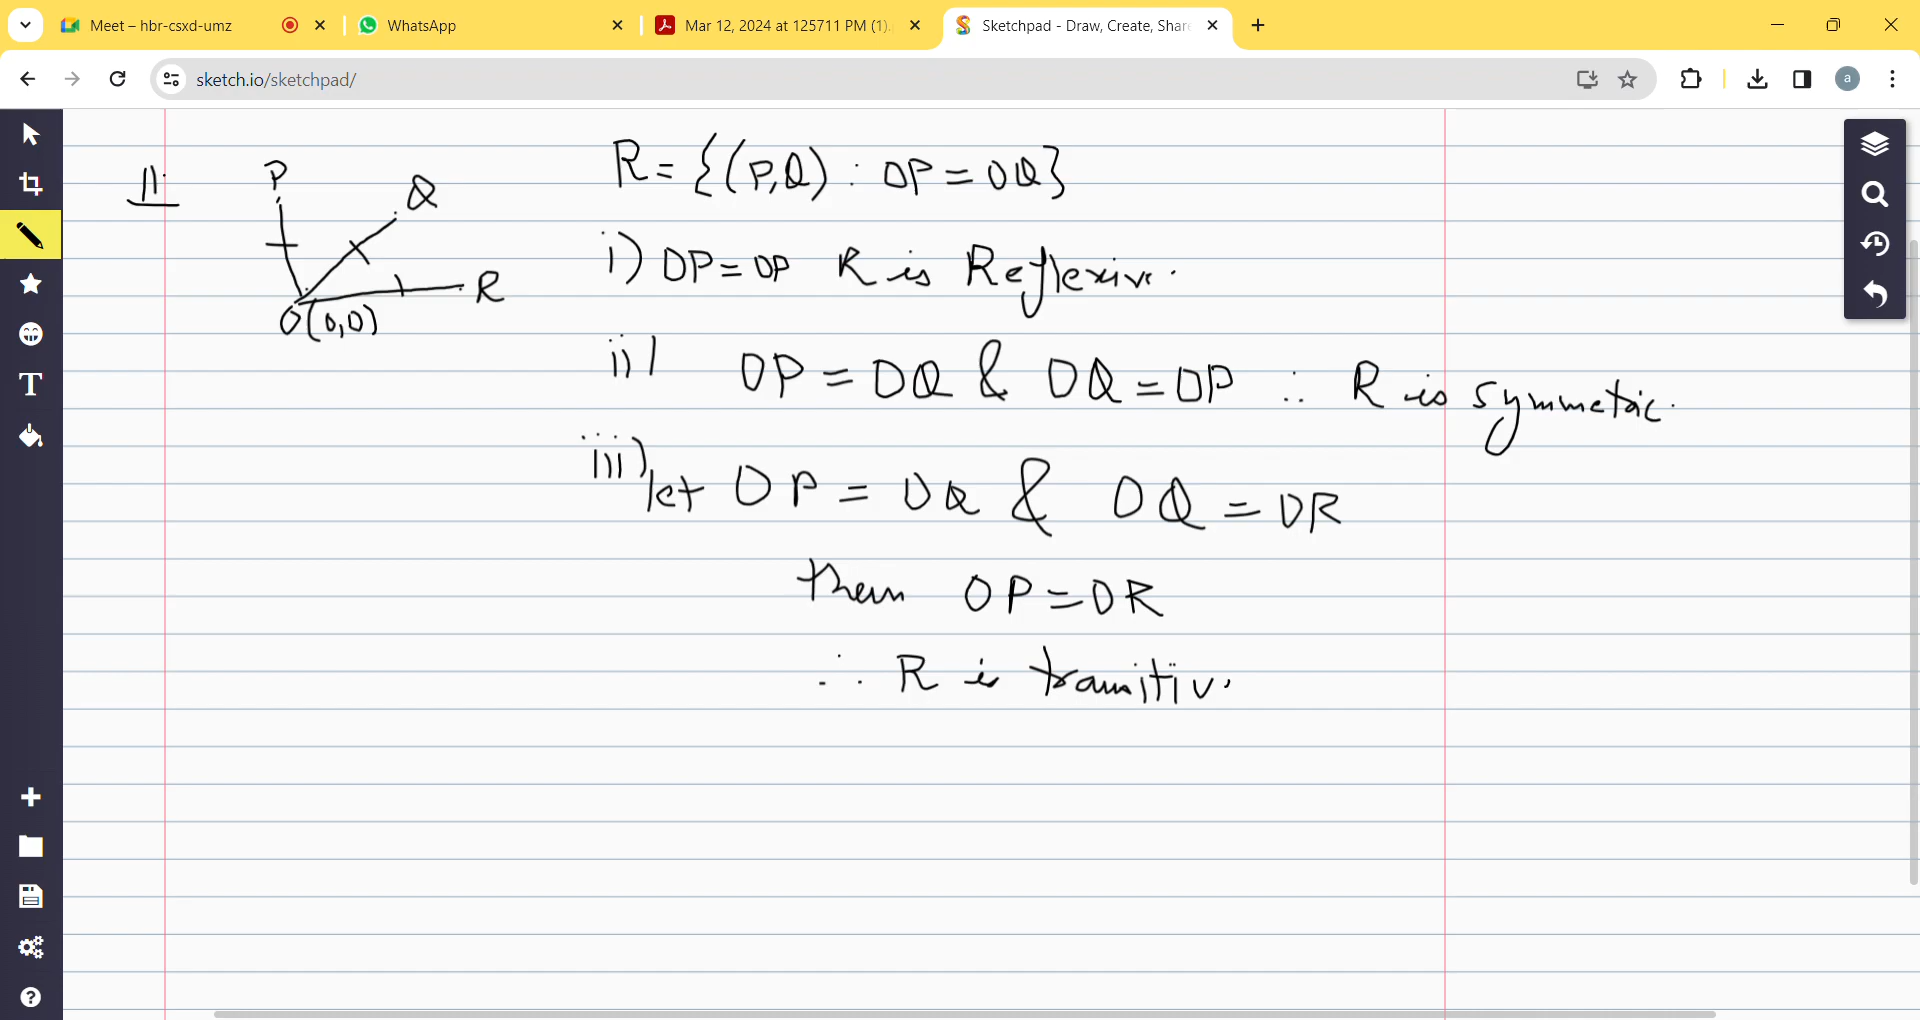 Meet – hbr-csxd-umz
WhatsApp
Mar 12, 2024 at 125711 PM (1).
Sketchpad - Draw, Create, Shar
sketch.io/sketchpad/
a
T
11.
P
Q
R
O(0,0)
R = {(P,Q) : OP = OQ}
i) OP = OP R is Reflexive.
ii) OP = OQ & OQ = OP ∴ R is symmetric.
iii) let OP = OQ & OQ = OR
then OP = OR
∴ R is transitiv.